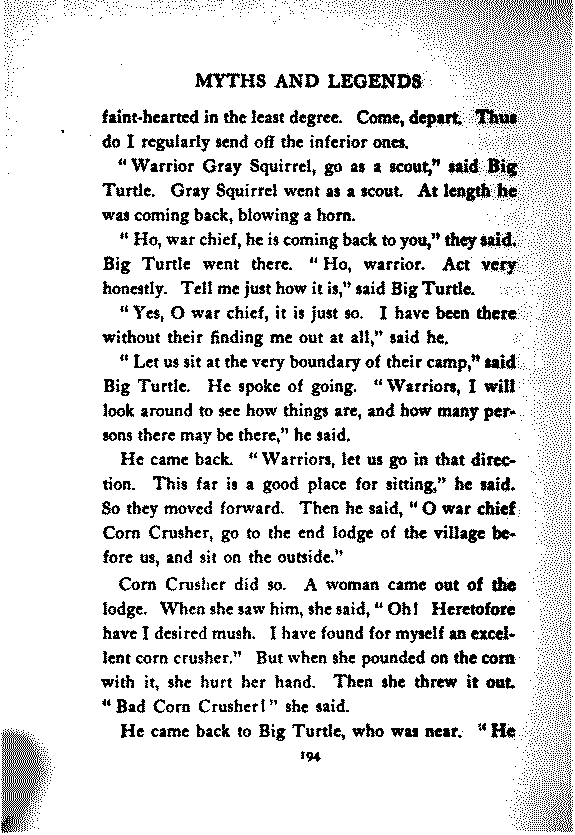 MYTHS AND LEGENDS
faint-hearted in the least degree. Come, depart. Thus
do I regularly send off the inferior ones.
“Warrior Gray Squirrel, go as a scout,” said Big
Turtle. Gray Squirrel went as a scout. At length he
was coming back, blowing a horn.
“Ho, war chief, he is coming back to you,” they said.
Big Turtle went there. “Ho, warrior. Act very
honestly. Tell me just how it is,” said Big Turtle.
“Yes, O war chief, it is just so. I have been there
without their finding me out at all,” said he.
“Let us sit at the very boundary of their camp,” said
Big Turtle. He spoke of going. “Warriors, I will
look around to see how things are, and how many per-
sons there may be there,” he said.
He came back. “Warriors, let us go in that direc-
tion. This far is a good place for sitting,” he said.
So they moved forward. Then he said, “O war chief
Corn Crusher, go to the end lodge of the village be-
fore us, and sit on the outside.”
Corn Crusher did so. A woman came out of the
lodge. When she saw him, she said, “Oh! Heretofore
have I desired mush. I have found for myself an excel-
lent corn crusher.” But when she pounded on the corn
with it, she hurt her hand. Then she threw it out.
“Bad Corn Crusher!” she said.
He came back to Big Turtle, who was near. “He
194